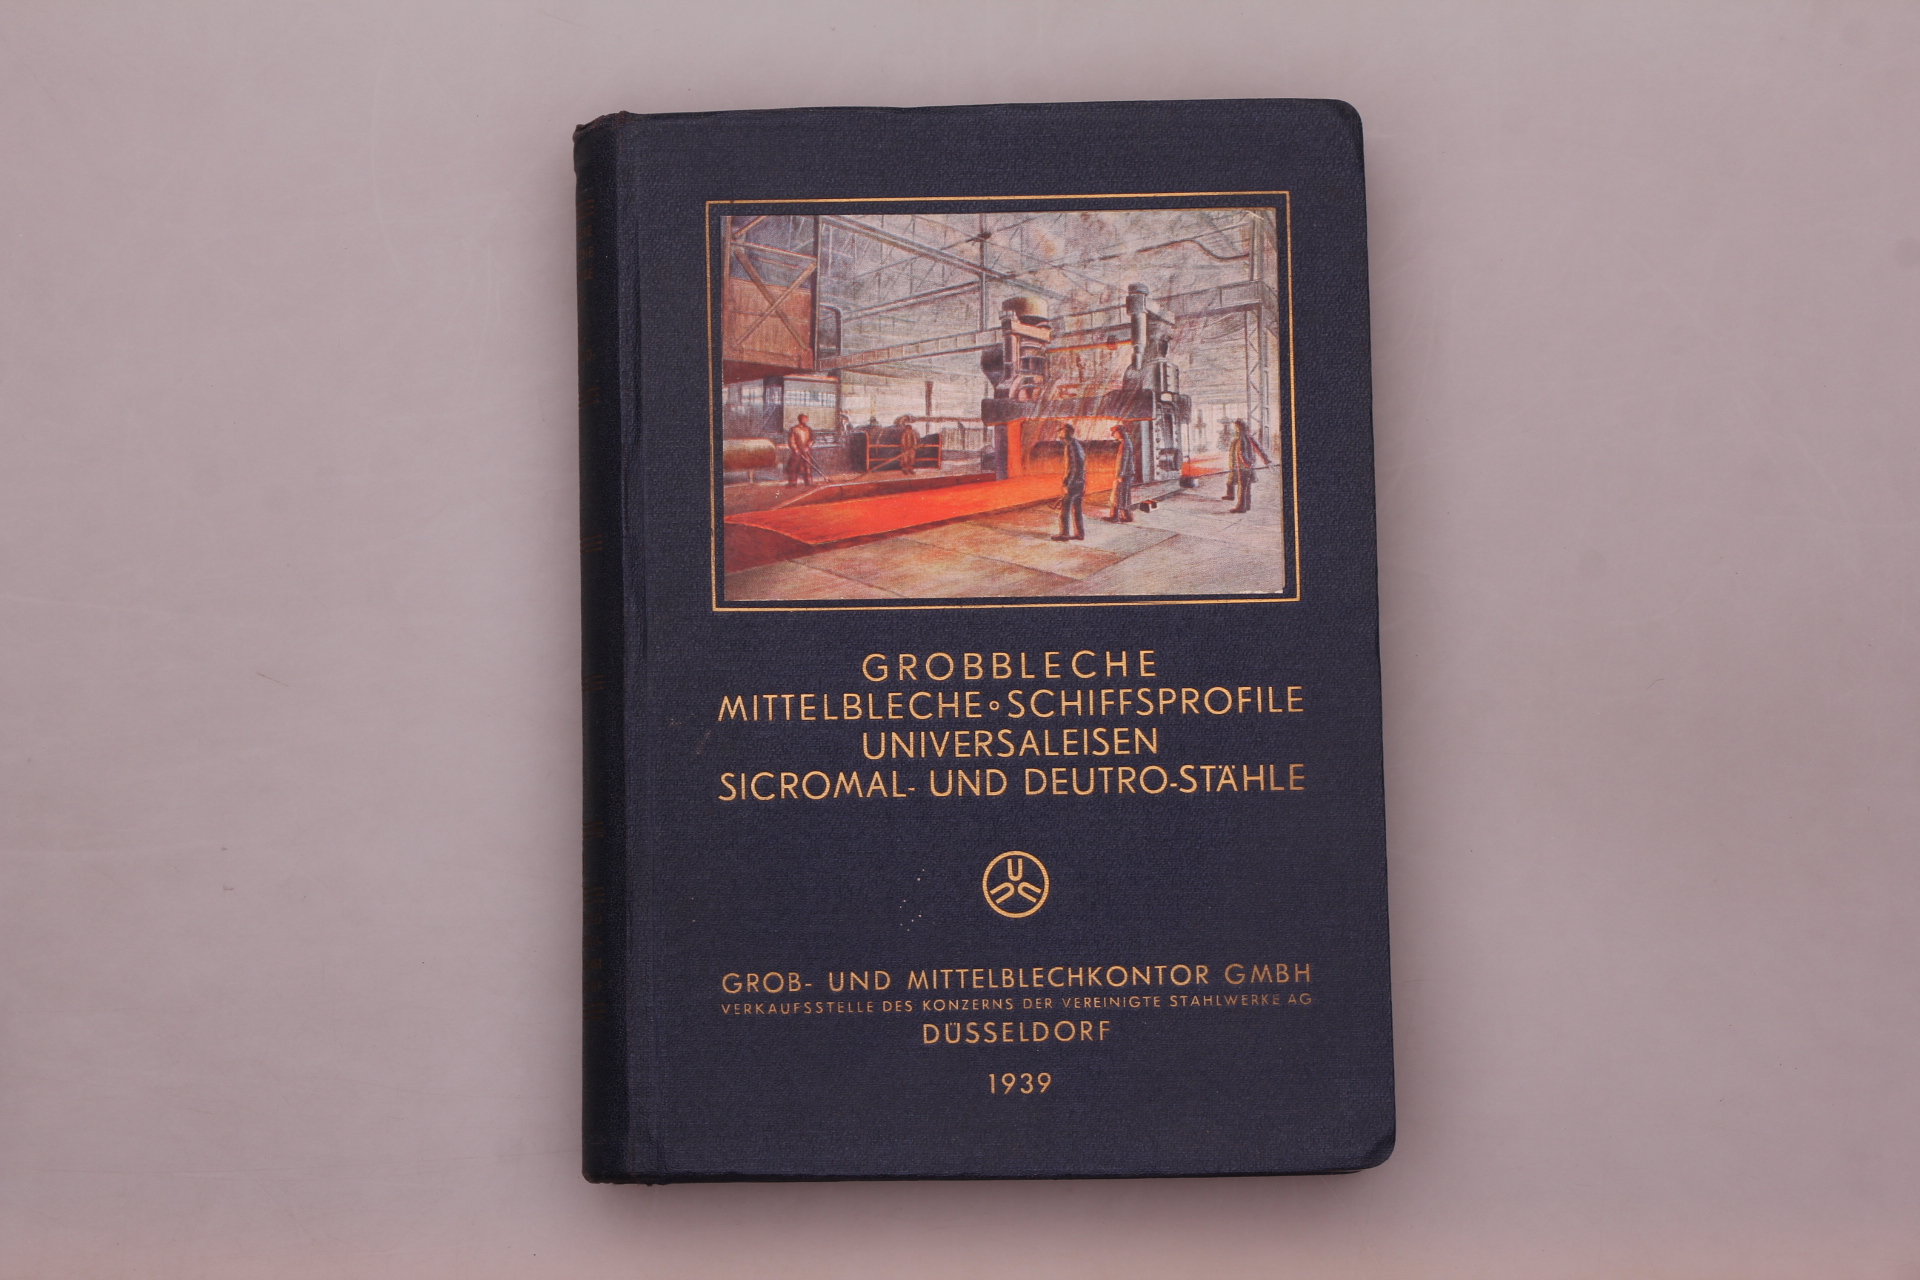 GROBBLECHE
MITTELBLECHE∘SCHIFFSPROFILE
UNIVERSALEISEN
SICROMAL- UND DEUTRO-STÄHLE
U
GROB- UND MITTELBLECHKONTOR GMBH
VERKAUFSSTELLE DES KONZERNS DER VEREINIGTE STAHLWERKE AG
DÜSSELDORF
1939